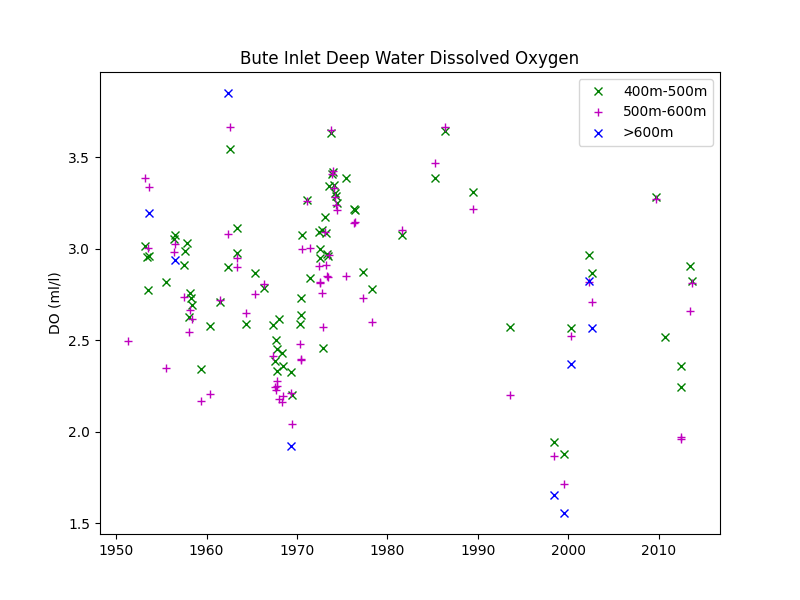 Bute Inlet Deep Water Dissolved Oxygen
400m-500m
500m-600m
>600m
DO (ml/l)
3.5
3.0
2.5
2.0
1.5
1950 1960 1970 1980 1990 2000 2010